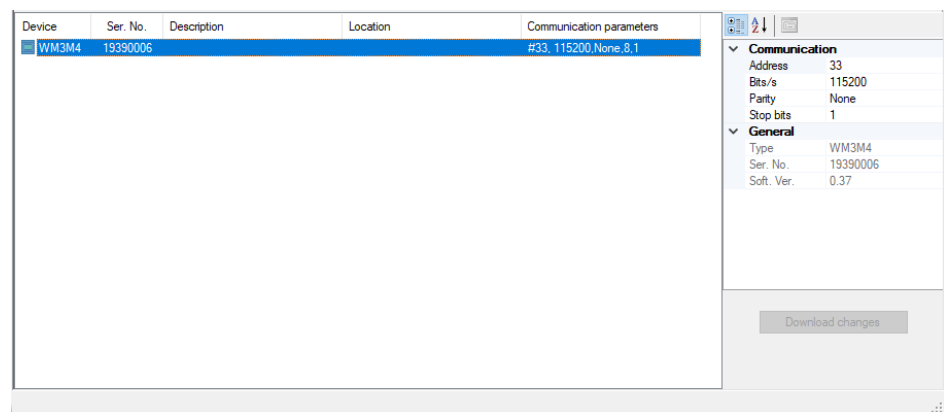 Device Ser. No. Description Location Communication parameters
WM3M4 19390006 #33, 115200,None,8,1
Communication
Address 33
Bits/s 115200
Parity None
Stop bits 1
General
Type WM3M4
Ser. No. 19390006
Soft. Ver. 0.37
Download changes